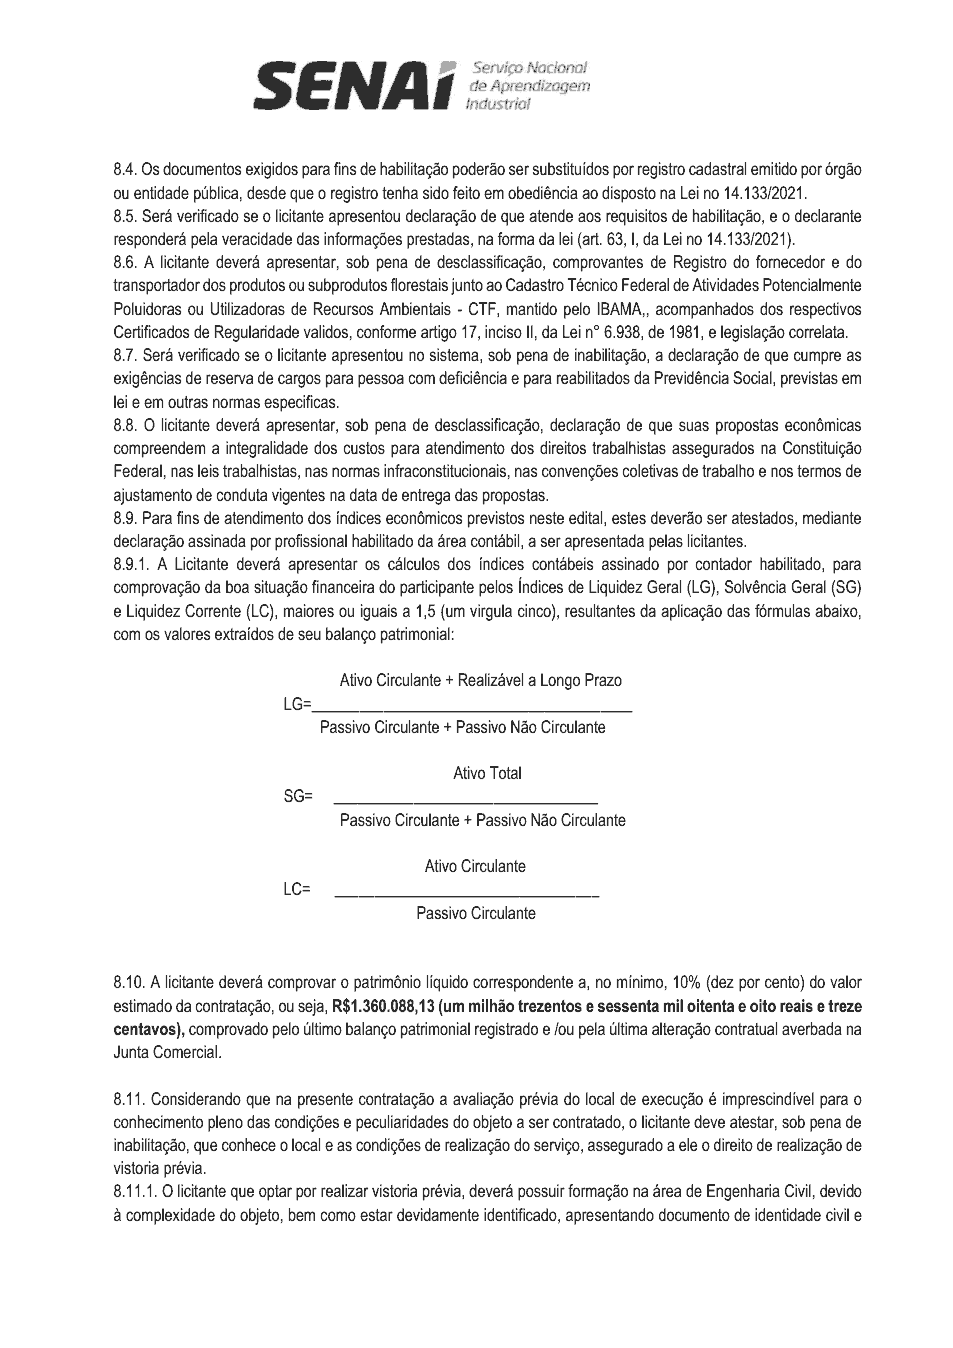 SENAI
Serviço Nacional
de Aprendizagem
Industrial
8.4. Os documentos exigidos para fins de habilitação poderão ser substituídos por registro cadastral emitido por órgão
ou entidade pública, desde que o registro tenha sido feito em obediência ao disposto na Lei no 14.133/2021.
8.5. Será verificado se o licitante apresentou declaração de que atende aos requisitos de habilitação, e o declarante
responderá pela veracidade das informações prestadas, na forma da lei (art. 63, I, da Lei no 14.133/2021).
8.6. A licitante deverá apresentar, sob pena de desclassificação, comprovantes de Registro do fornecedor e do
transportador dos produtos ou subprodutos florestais junto ao Cadastro Técnico Federal de Atividades Potencialmente
Poluidoras ou Utilizadoras de Recursos Ambientais - CTF, mantido pelo IBAMA,, acompanhados dos respectivos
Certificados de Regularidade validos, conforme artigo 17, inciso II, da Lei n° 6.938, de 1981, e legislação correlata.
8.7. Será verificado se o licitante apresentou no sistema, sob pena de inabilitação, a declaração de que cumpre as
exigências de reserva de cargos para pessoa com deficiência e para reabilitados da Previdência Social, previstas em
lei e em outras normas especificas.
8.8. O licitante deverá apresentar, sob pena de desclassificação, declaração de que suas propostas econômicas
compreendem a integralidade dos custos para atendimento dos direitos trabalhistas assegurados na Constituição
Federal, nas leis trabalhistas, nas normas infraconstitucionais, nas convenções coletivas de trabalho e nos termos de
ajustamento de conduta vigentes na data de entrega das propostas.
8.9. Para fins de atendimento dos índices econômicos previstos neste edital, estes deverão ser atestados, mediante
declaração assinada por profissional habilitado da área contábil, a ser apresentada pelas licitantes.
8.9.1. A Licitante deverá apresentar os cálculos dos índices contábeis assinado por contador habilitado, para
comprovação da boa situação financeira do participante pelos Índices de Liquidez Geral (LG), Solvência Geral (SG)
e Liquidez Corrente (LC), maiores ou iguais a 1,5 (um virgula cinco), resultantes da aplicação das fórmulas abaixo,
com os valores extraídos de seu balanço patrimonial:
Ativo Circulante + Realizável a Longo Prazo
LG=___________________________________
Passivo Circulante + Passivo Não Circulante
Ativo Total
SG= _____________________________
Passivo Circulante + Passivo Não Circulante
Ativo Circulante
LC= _____________________________
Passivo Circulante
8.10. A licitante deverá comprovar o patrimônio líquido correspondente a, no mínimo, 10% (dez por cento) do valor
estimado da contratação, ou seja, R$1.360.088,13 (um milhão trezentos e sessenta mil oitenta e oito reais e treze
centavos), comprovado pelo último balanço patrimonial registrado e /ou pela última alteração contratual averbada na
Junta Comercial.
8.11. Considerando que na presente contratação a avaliação prévia do local de execução é imprescindível para o
conhecimento pleno das condições e peculiaridades do objeto a ser contratado, o licitante deve atestar, sob pena de
inabilitação, que conhece o local e as condições de realização do serviço, assegurado a ele o direito de realização de
vistoria prévia.
8.11.1. O licitante que optar por realizar vistoria prévia, deverá possuir formação na área de Engenharia Civil, devido
à complexidade do objeto, bem como estar devidamente identificado, apresentando documento de identidade civil e